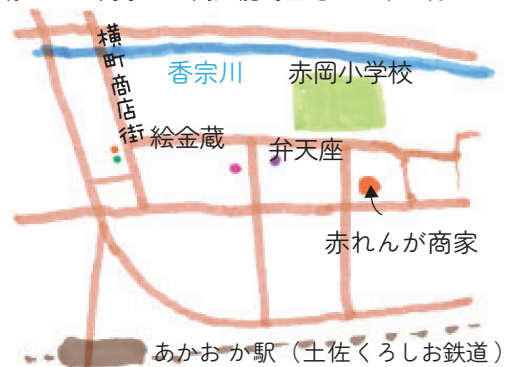 横町商店街
香宗川
赤岡小学校
絵金蔵
弁天座
赤れんが商家
あかおか駅（土佐くろしお鉄道）